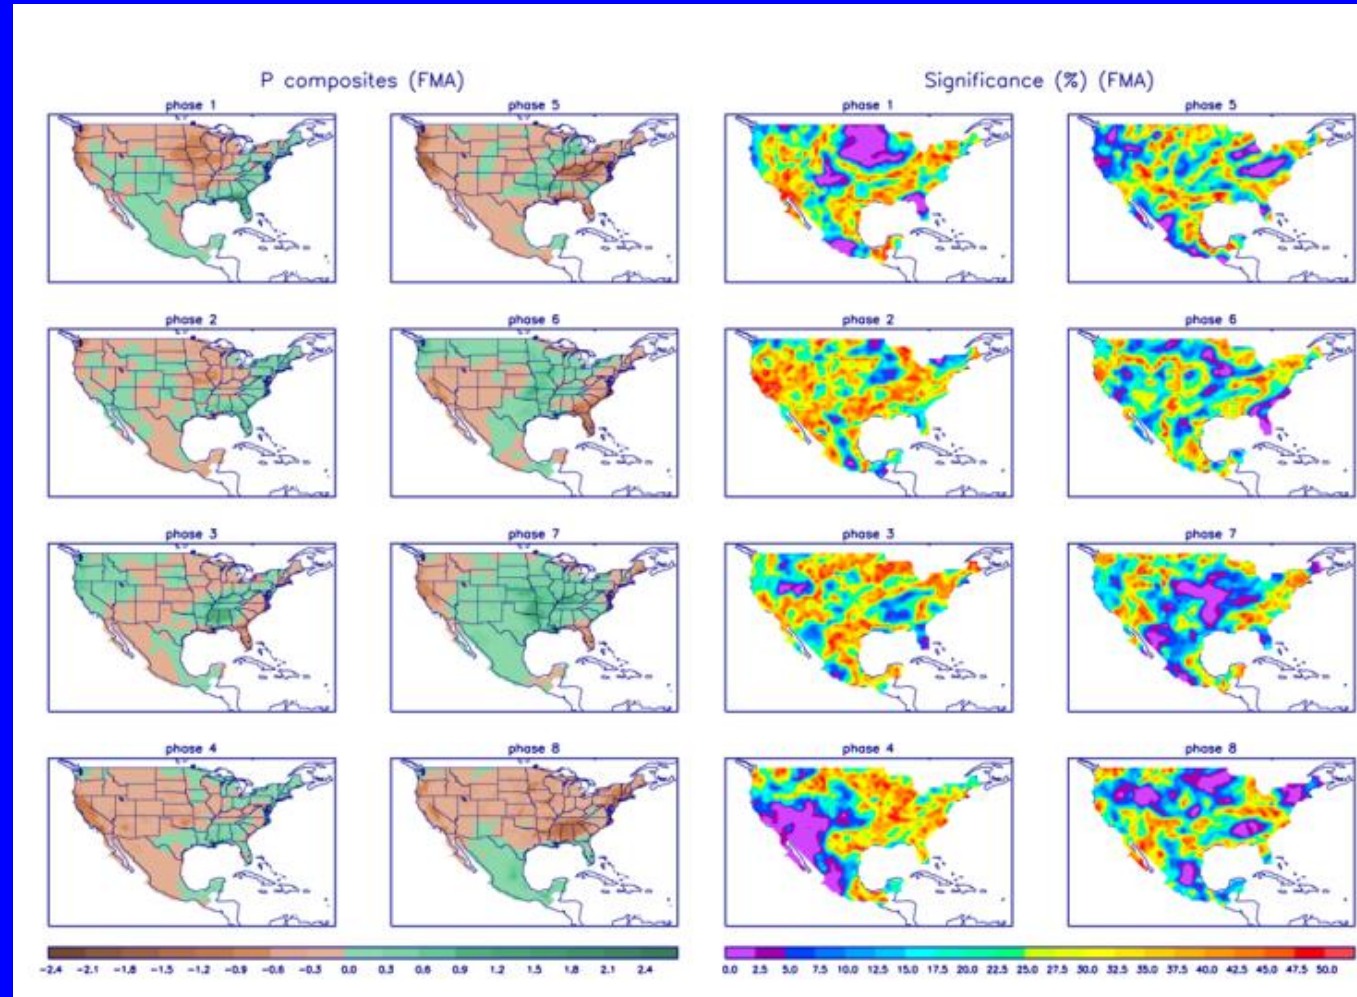 P composites (FMA) Significance (%) (FMA)
phase 1 phase 5 phase 1 phase 5
phase 2 phase 6 phase 2 phase 6
phase 3 phase 7 phase 3 phase 7
phase 4 phase 8 phase 4 phase 8
-2.4 -2.1 -1.8 -1.5 -1.2 -0.9 -0.6 -0.3 0.0 0.3 0.6 0.9 1.2 1.5 1.8 2.1 2.4
0.0 2.5 5.0 7.5 10.0 12.5 15.0 17.5 20.0 22.5 25.0 27.5 30.0 32.5 35.0 37.5 40.0 42.5 45.0 47.5 50.0